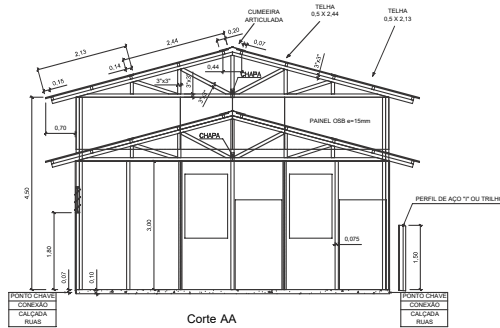 CUMEEIRA
ARTICULADA
TELHA
0,5 X 2,44
TELHA
0,5 X 2,13
0,20
2,44
0,07
2,13
0,14
0,44
0,15
3"x3"
3"x3"
3"x3"
3"x3"
CHAPA
0,70
PAINEL OSB e=15mm
CHAPA
4,50
3,00
1,80
0,075
PERFIL DE AÇO "I" OU TRILH
1,50
0,07
0,10
PONTO CHAVE
CONEXÃO
CALÇADA
RUAS
PONTO CHAVE
CONEXÃO
CALÇADA
RUAS
Corte AA